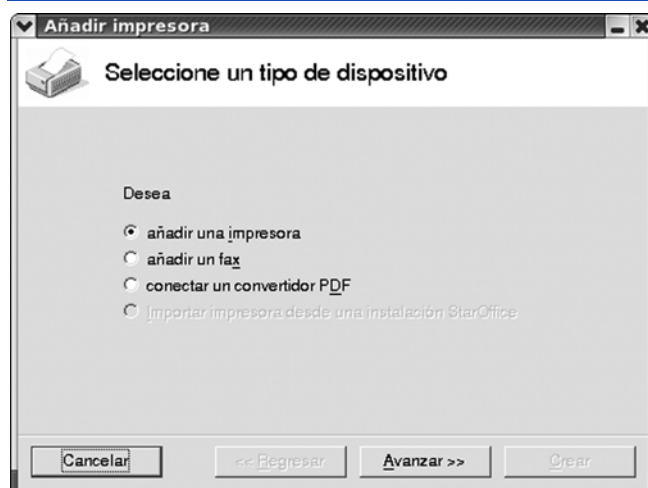 Añadir impresora
Seleccione un tipo de dispositivo
Desea
añadir una impresora
añadir un fax
conectar un convertidor PDF
Importar impresora desde una instalación StarOffice
Cancelar << Regresar Avanzar >> Crear